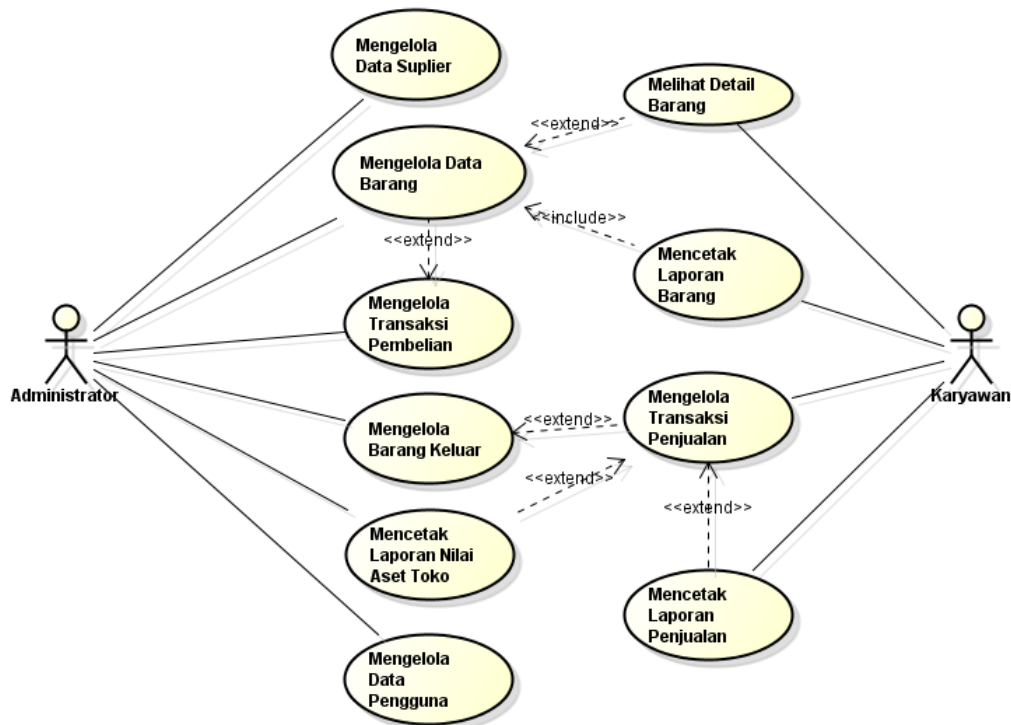 Mengelola
Data Suplier
Melihat Detail
Barang
<<extend>>
Mengelola Data
Barang
<<include>>
<<extend>>
Mencetak
Laporan
Barang
Mengelola
Transaksi
Pembelian
Administrator
Karyawan
Mengelola
Transaksi
Penjualan
<<extend>>
Mengelola
Barang Keluar
<<extend>>
<<extend>>
Mencetak
Laporan Nilai
Aset Toko
Mencetak
Laporan
Penjualan
Mengelola
Data
Pengguna